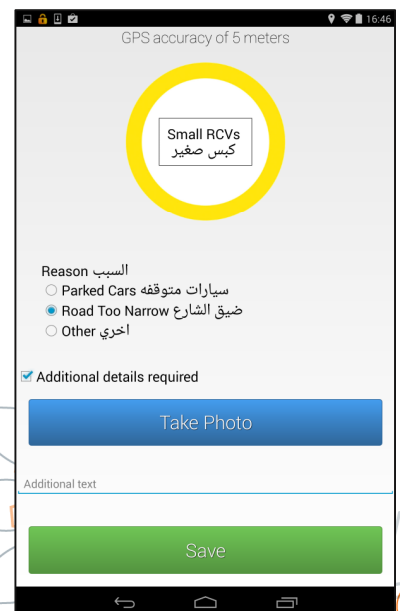 16:46
GPS accuracy of 5 meters
Small RCVs
كبس صغير
Reason السبب
Parked Cars سيارات متوقفه
Road Too Narrow ضيق الشارع
Other اخري
Additional details required
Take Photo
Additional text
Save